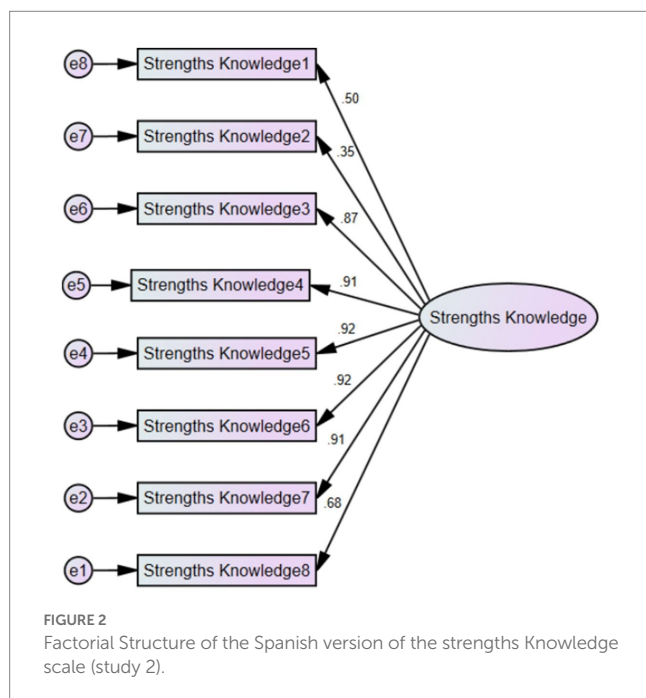 e8 Strengths Knowledge1
.50
e7 Strengths Knowledge2
.35
e6 Strengths Knowledge3
.87
e5 Strengths Knowledge4
.91
Strengths Knowledge
e4 Strengths Knowledge5
.92
e3 Strengths Knowledge6
.92
e2 Strengths Knowledge7
.91
e1 Strengths Knowledge8
.68
FIGURE 2
Factorial Structure of the Spanish version of the strengths Knowledge
scale (study 2).